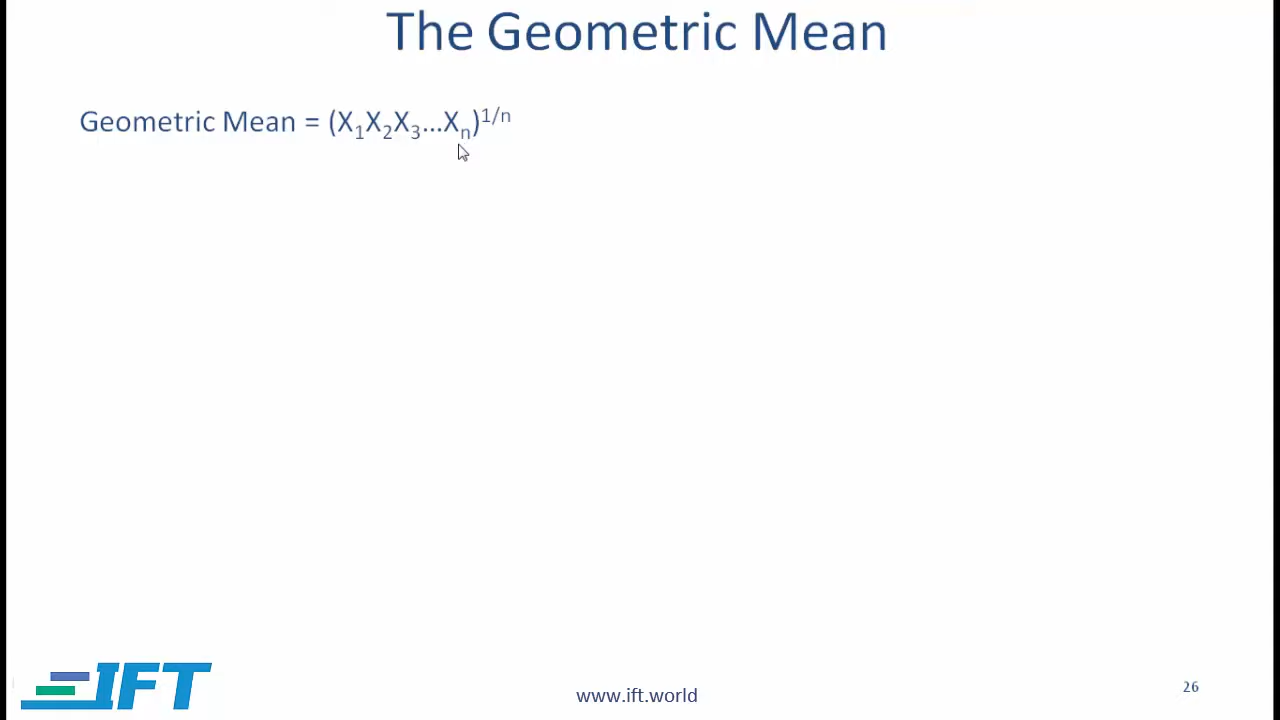 The Geometric Mean
Geometric Mean = (X₁X₂X₃...Xₙ)¹/ⁿ
IFT
www.ift.world
26